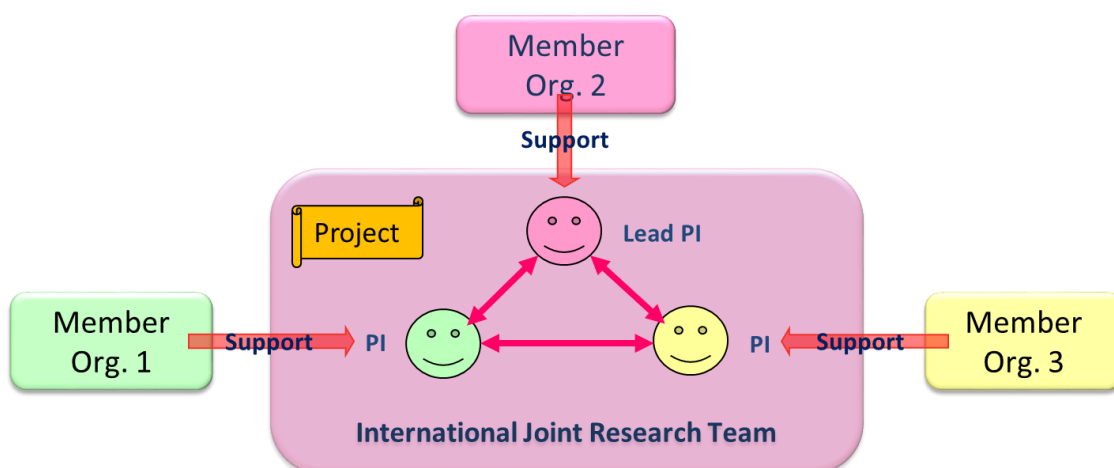 Member
Org. 2
Support
Project
Lead PI
Member
Org. 1
Support
PI
PI
Support
Member
Org. 3
International Joint Research Team